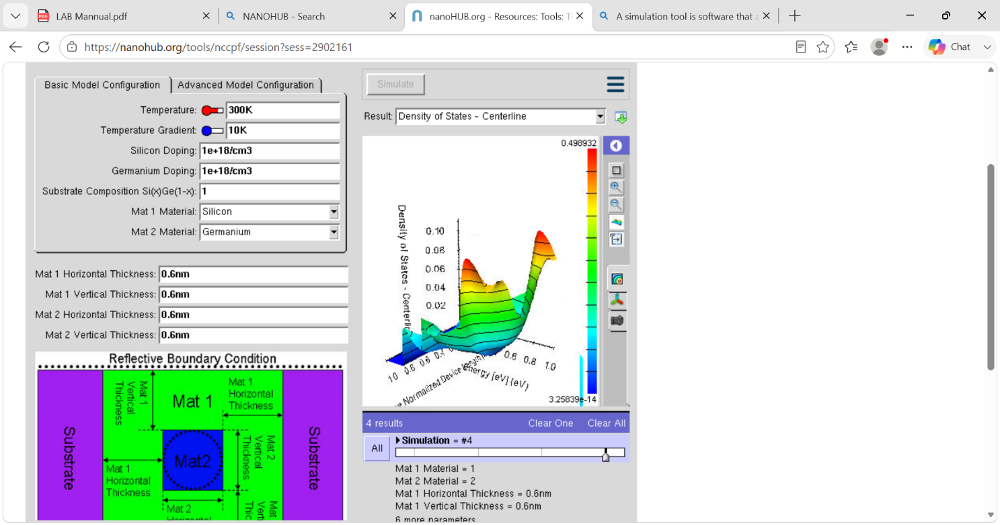 LAB Mannual.pdf
NANOHUB - Search
nanoHUB.org - Resources: Tools: T
A simulation tool is software that a
https://nanohub.org/tools/nccpf/session?sess=2902161
Chat
Basic Model Configuration
Advanced Model Configuration
Temperature: 300K
Temperature Gradient: 10K
Silicon Doping: 1e+18/cm3
Germanium Doping: 1e+18/cm3
Substrate Composition Si(x)Ge(1-x): 1
Mat 1 Material: Silicon
Mat 2 Material: Germanium
Mat 1 Horizontal Thickness: 0.6nm
Mat 1 Vertical Thickness: 0.6nm
Mat 2 Horizontal Thickness: 0.6nm
Mat 2 Vertical Thickness: 0.6nm
Reflective Boundary Condition
Substrate
Mat 1
Vertical
Thickness
Mat 1
Mat 1
Horizontal
Thickness
Mat2
Mat 2
Vertical
Thickness
Mat 1
Horizontal
Thickness
Mat 2
Horizontal
Mat 1
Substrate
Simulate
Result: Density of States - Centerline
0.498932
Density of States - Centerlin
0.10
0.08
0.06
0.04
0.02
1.0 0.8 0.6 0.4
Normalized Device Length
0.6 0.8 1.0
Energy [eV] (eV)
3.25839e-14
4 results
Clear One
Clear All
All
Simulation = #4
Mat 1 Material = 1
Mat 2 Material = 2
Mat 1 Horizontal Thickness = 0.6nm
Mat 1 Vertical Thickness = 0.6nm
6 more parameters